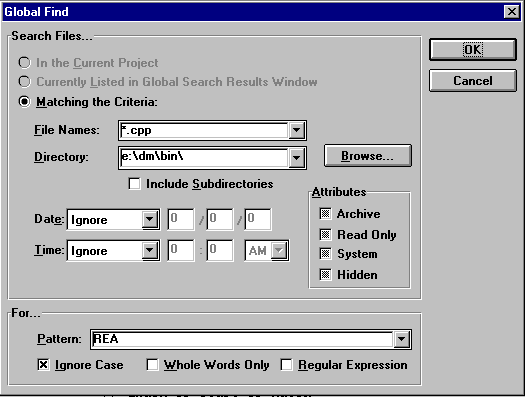 Global Find
Search Files...
In the Current Project
Currently Listed in Global Search Results Window
Matching the Criteria:
File Names: *.cpp
Directory: e:\dm\bin\
Browse...
Include Subdirectories
Date: Ignore 0 / 0 / 0
Time: Ignore 0 : 0 AM
Attributes
Archive
Read Only
System
Hidden
OK
Cancel
For...
Pattern: REA
Ignore Case Whole Words Only Regular Expression